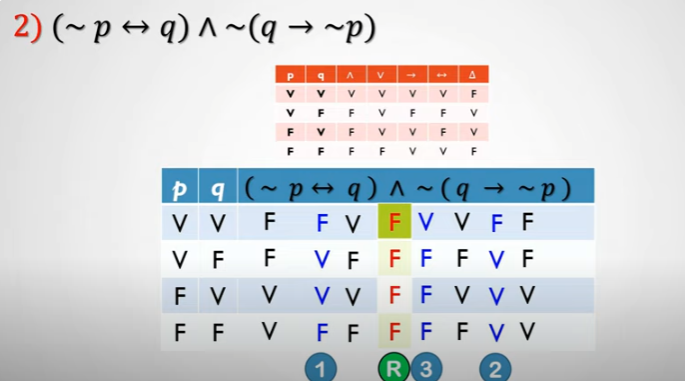 2) (~ p ↔ q) ∧ ~(q → ~p)
p q ∧ ∨ → ↔ Δ
V V V V V V F
V F F V F F V
F V F V V F V
F F F F V V F
p q (~ p ↔ q) ∧ ~ (q → ~ p)
V V F F V F V V F F
V F F V F F F F V F
F V V V V F F V V V
F F V F F F F F V V
1 R 3 2